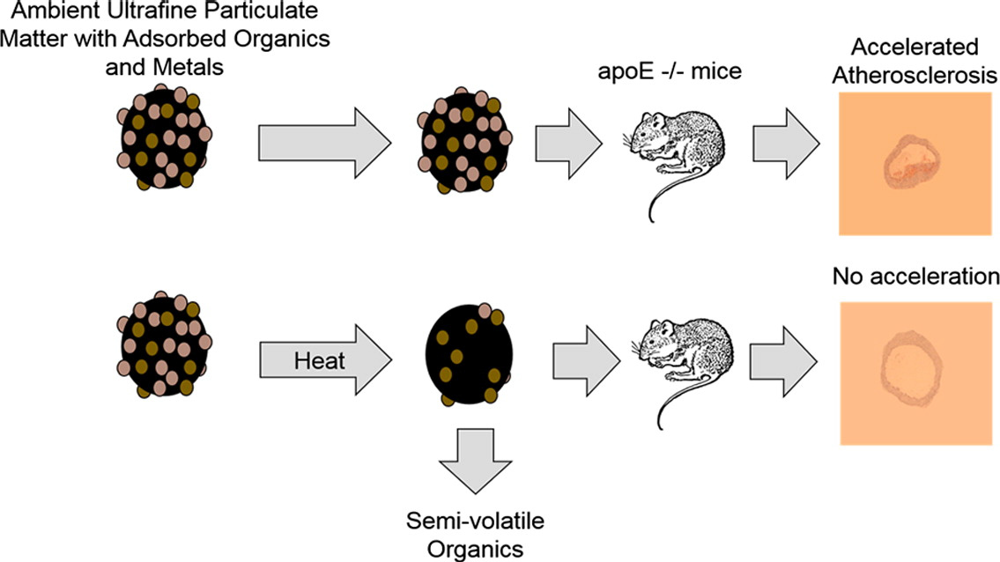 Ambient Ultrafine Particulate
Matter with Adsorbed Organics
and Metals
apoE -/- mice
Accelerated
Atherosclerosis
No acceleration
Heat
Semi-volatile
Organics